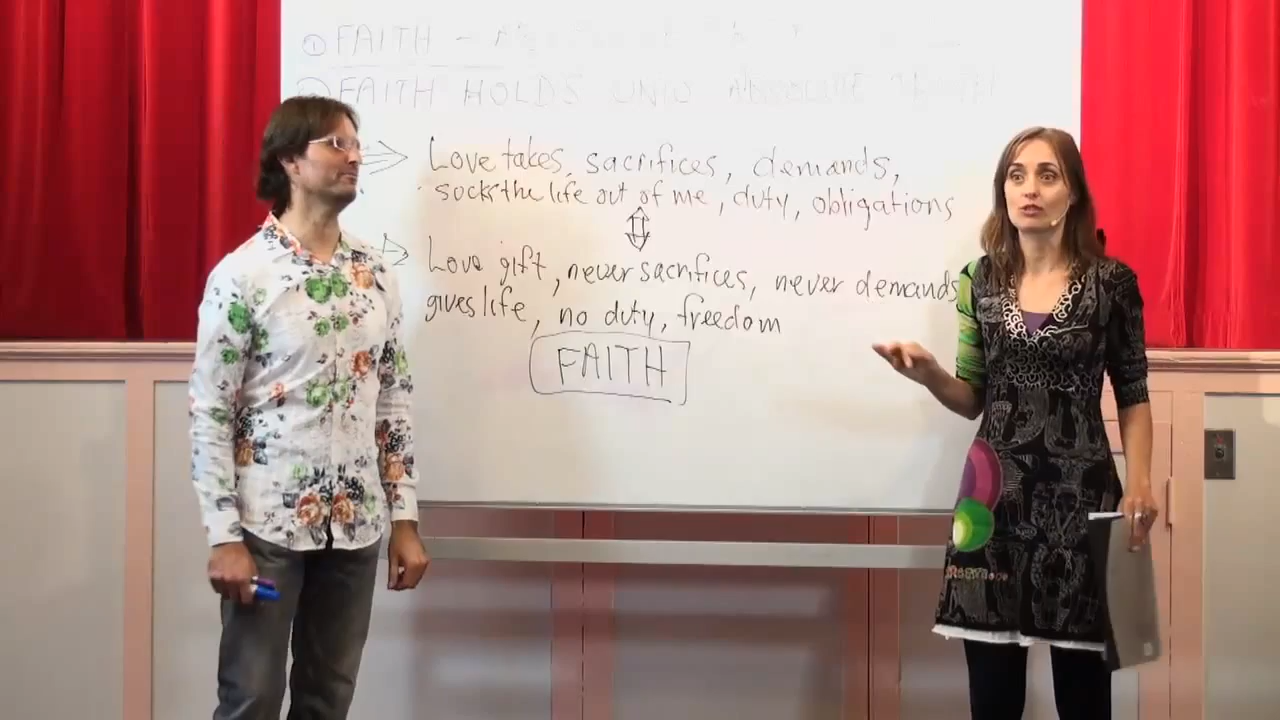 ① FAITH -
② FAITH HOLDS UNTO ABSOLUTE TRUTH
Love takes, sacrifices, demands,
sucks the life out of me, duty, obligations
Love gift, never sacrifices, never demands
gives life, no duty, freedom
FAITH